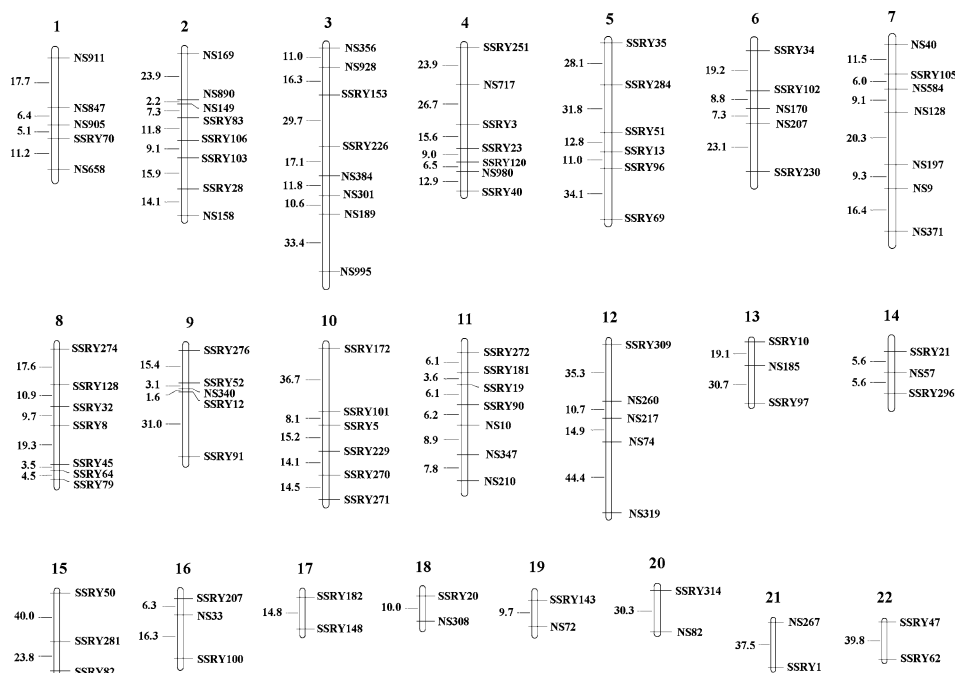 1
NS911
17.7
NS847
6.4
NS905
5.1
SSRY70
11.2
NS658
2
NS169
23.9
NS890
2.2
NS149
7.3
SSRY83
11.8
SSRY106
9.1
SSRY103
15.9
SSRY28
14.1
NS158
3
NS356
11.0
NS928
16.3
SSRY153
29.7
SSRY226
17.1
NS384
11.8
NS301
10.6
NS189
33.4
NS995
4
SSRY251
23.9
NS717
26.7
SSRY3
15.6
SSRY23
9.0
SSRY120
6.5
NS980
12.9
SSRY40
5
SSRY35
28.1
SSRY284
31.8
SSRY51
12.8
SSRY13
11.0
SSRY96
34.1
SSRY69
6
SSRY34
19.2
SSRY102
8.8
NS170
7.3
NS207
23.1
SSRY230
7
NS40
11.5
SSRY105
6.0
NS584
9.1
NS128
20.3
NS197
9.3
NS9
16.4
NS371
8
SSRY274
17.6
SSRY128
10.9
SSRY32
9.7
SSRY8
19.3
SSRY45
3.5
SSRY64
4.5
SSRY79
9
SSRY276
15.4
SSRY52
3.1
NS340
1.6
SSRY12
31.0
SSRY91
10
SSRY172
36.7
SSRY101
8.1
SSRY5
15.2
SSRY229
14.1
SSRY270
14.5
SSRY271
11
SSRY272
6.1
SSRY181
3.6
SSRY19
6.1
SSRY90
6.2
NS10
8.9
NS347
7.8
NS210
12
SSRY309
35.3
NS260
10.7
NS217
14.9
NS74
44.4
NS319
13
SSRY10
19.1
NS185
30.7
SSRY97
14
SSRY21
5.6
NS57
5.6
SSRY296
15
SSRY50
40.0
SSRY281
23.8
SSRY82
16
SSRY207
6.3
NS33
16.3
SSRY100
17
SSRY182
14.8
SSRY148
18
SSRY20
10.0
NS308
19
SSRY143
9.7
NS72
20
SSRY314
30.3
NS82
21
NS267
37.5
SSRY1
22
SSRY47
39.8
SSRY62